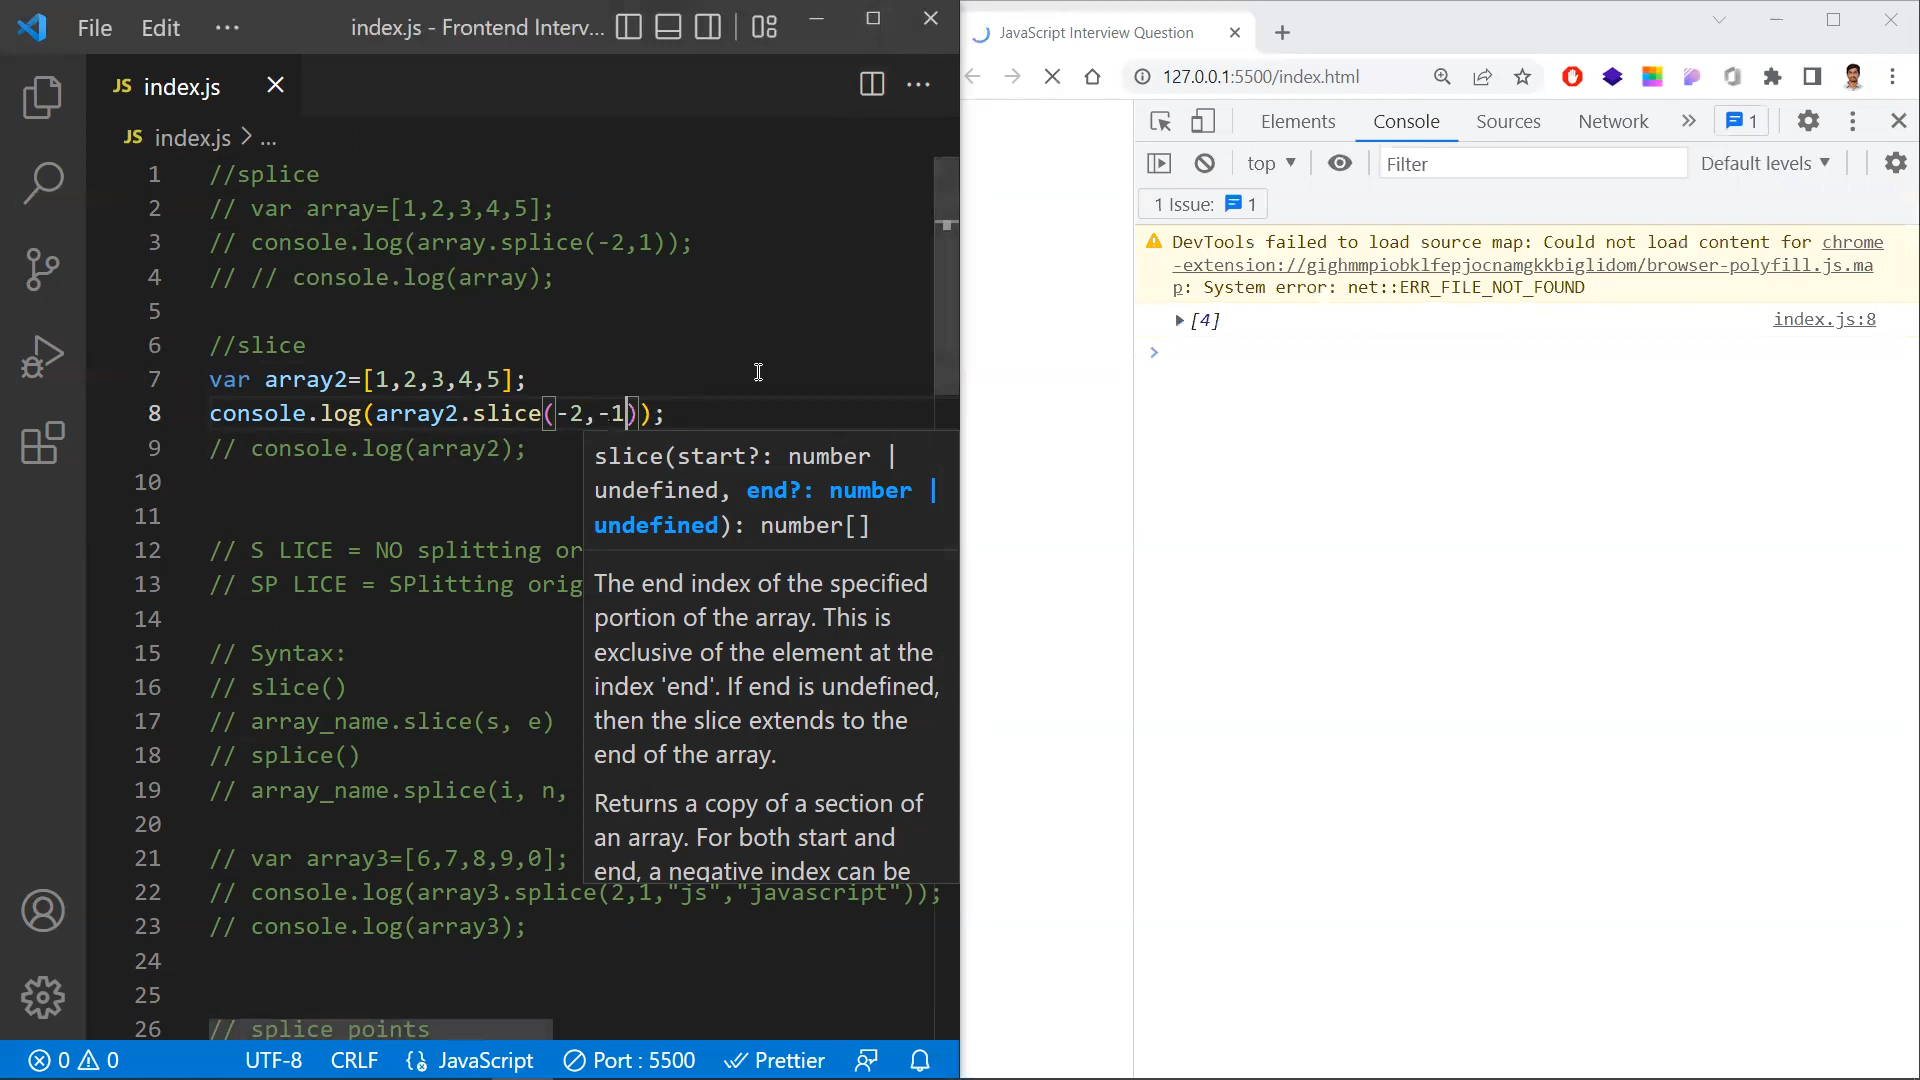 File Edit ··· index.js - Frontend Interv...
JS index.js
JS index.js > ...
1 //splice
2 // var array=[1,2,3,4,5];
3 // console.log(array.splice(-2,1));
4 // // console.log(array);
5
6 //slice
7 var array2=[1,2,3,4,5];
8 console.log(array2.slice(-2,-1));
9 // console.log(array2);
10
11
12 // S LICE = NO splitting or
13 // SP LICE = SPlitting orig
14
15 // Syntax:
16 // slice()
17 // array_name.slice(s, e)
18 // splice()
19 // array_name.splice(i, n,
20
21 // var array3=[6,7,8,9,0];
22 // console.log(array3.splice(2,1,"js","javascript"));
23 // console.log(array3);
24
25
26 // splice points
slice(start?: number |
undefined, end?: number |
undefined): number[]
The end index of the specified
portion of the array. This is
exclusive of the element at the
index 'end'. If end is undefined,
then the slice extends to the
end of the array.
Returns a copy of a section of
an array. For both start and
end, a negative index can be
0 0 UTF-8 CRLF JavaScript Port : 5500 Prettier
JavaScript Interview Question
127.0.0.1:5500/index.html
Elements Console Sources Network » 1
top Filter Default levels
1 Issue: 1
DevTools failed to load source map: Could not load content for chrome
-extension://gighmmpiobklfepjocnamgkkbiglidom/browser-polyfill.js.ma
p: System error: net::ERR_FILE_NOT_FOUND
[4] index.js:8